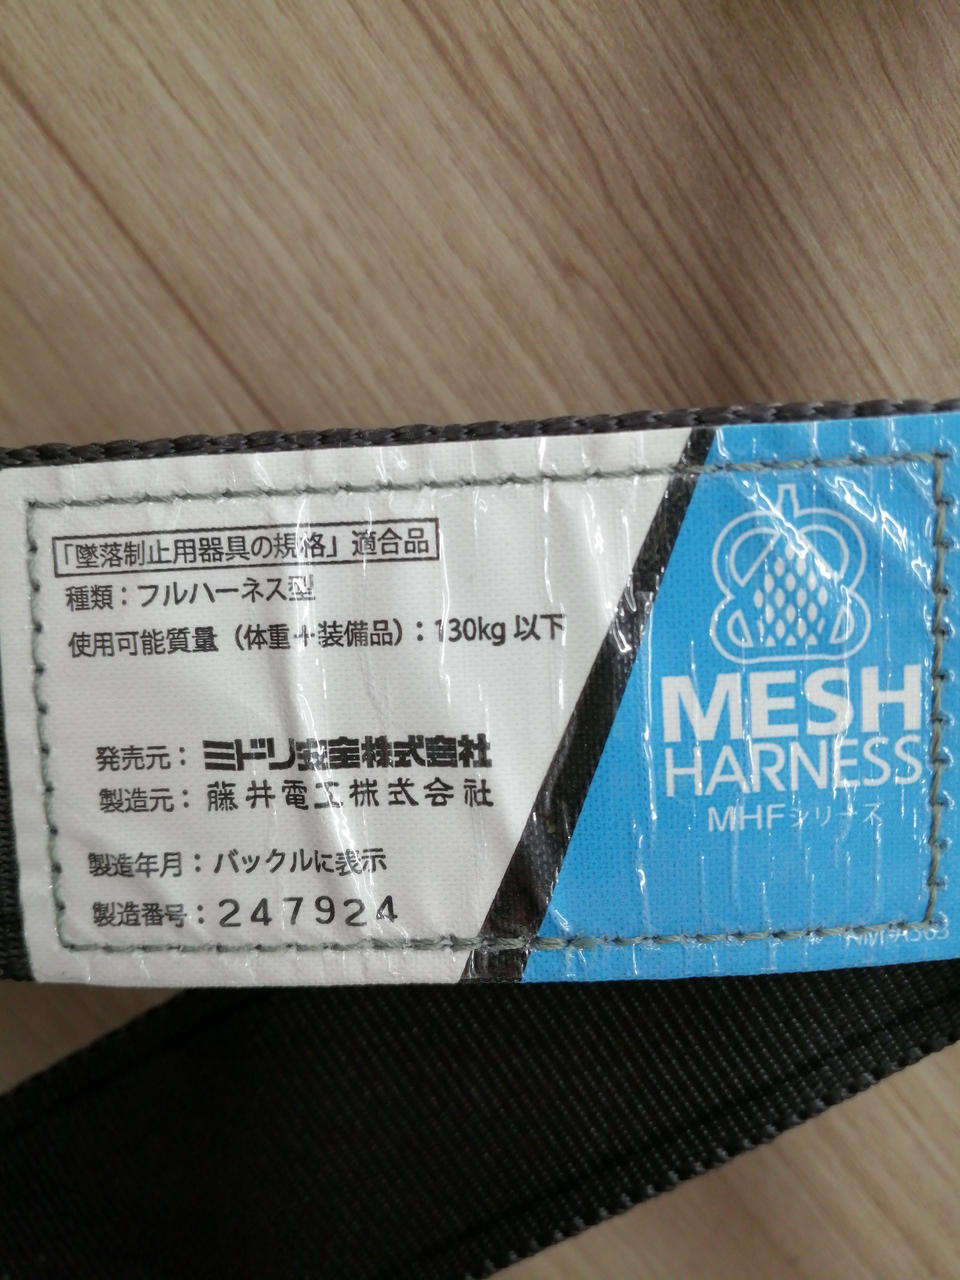 「墜落制止用器具の規格」適合品
種類：フルハーネス型
使用可能質量（体重＋装備品）：130kg 以下
発売元：ミドリ安全株式会社
製造元：藤井電工株式会社
製造年月：バックルに表示
製造番号：247924
MESH
HARNESS
MHFシリーズ